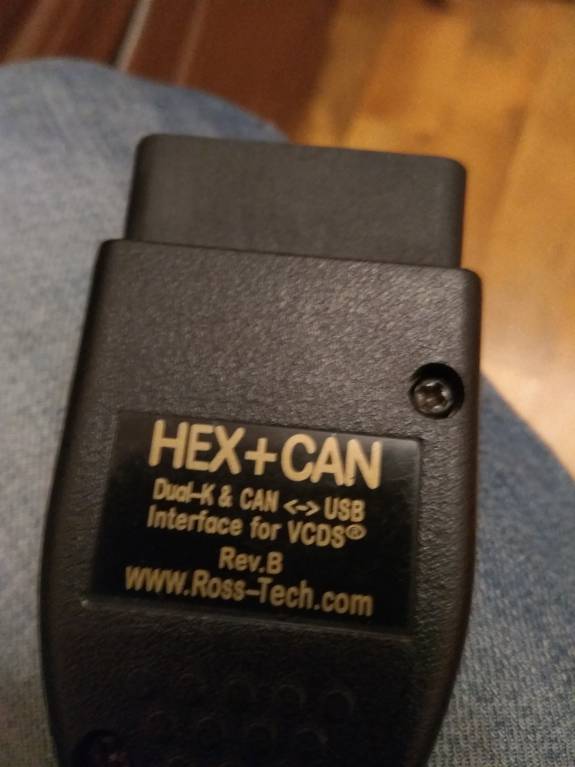 HEX+CAN
Dual-K & CAN <-> USB
Interface for VCDS®
Rev.B
www.Ross-Tech.com